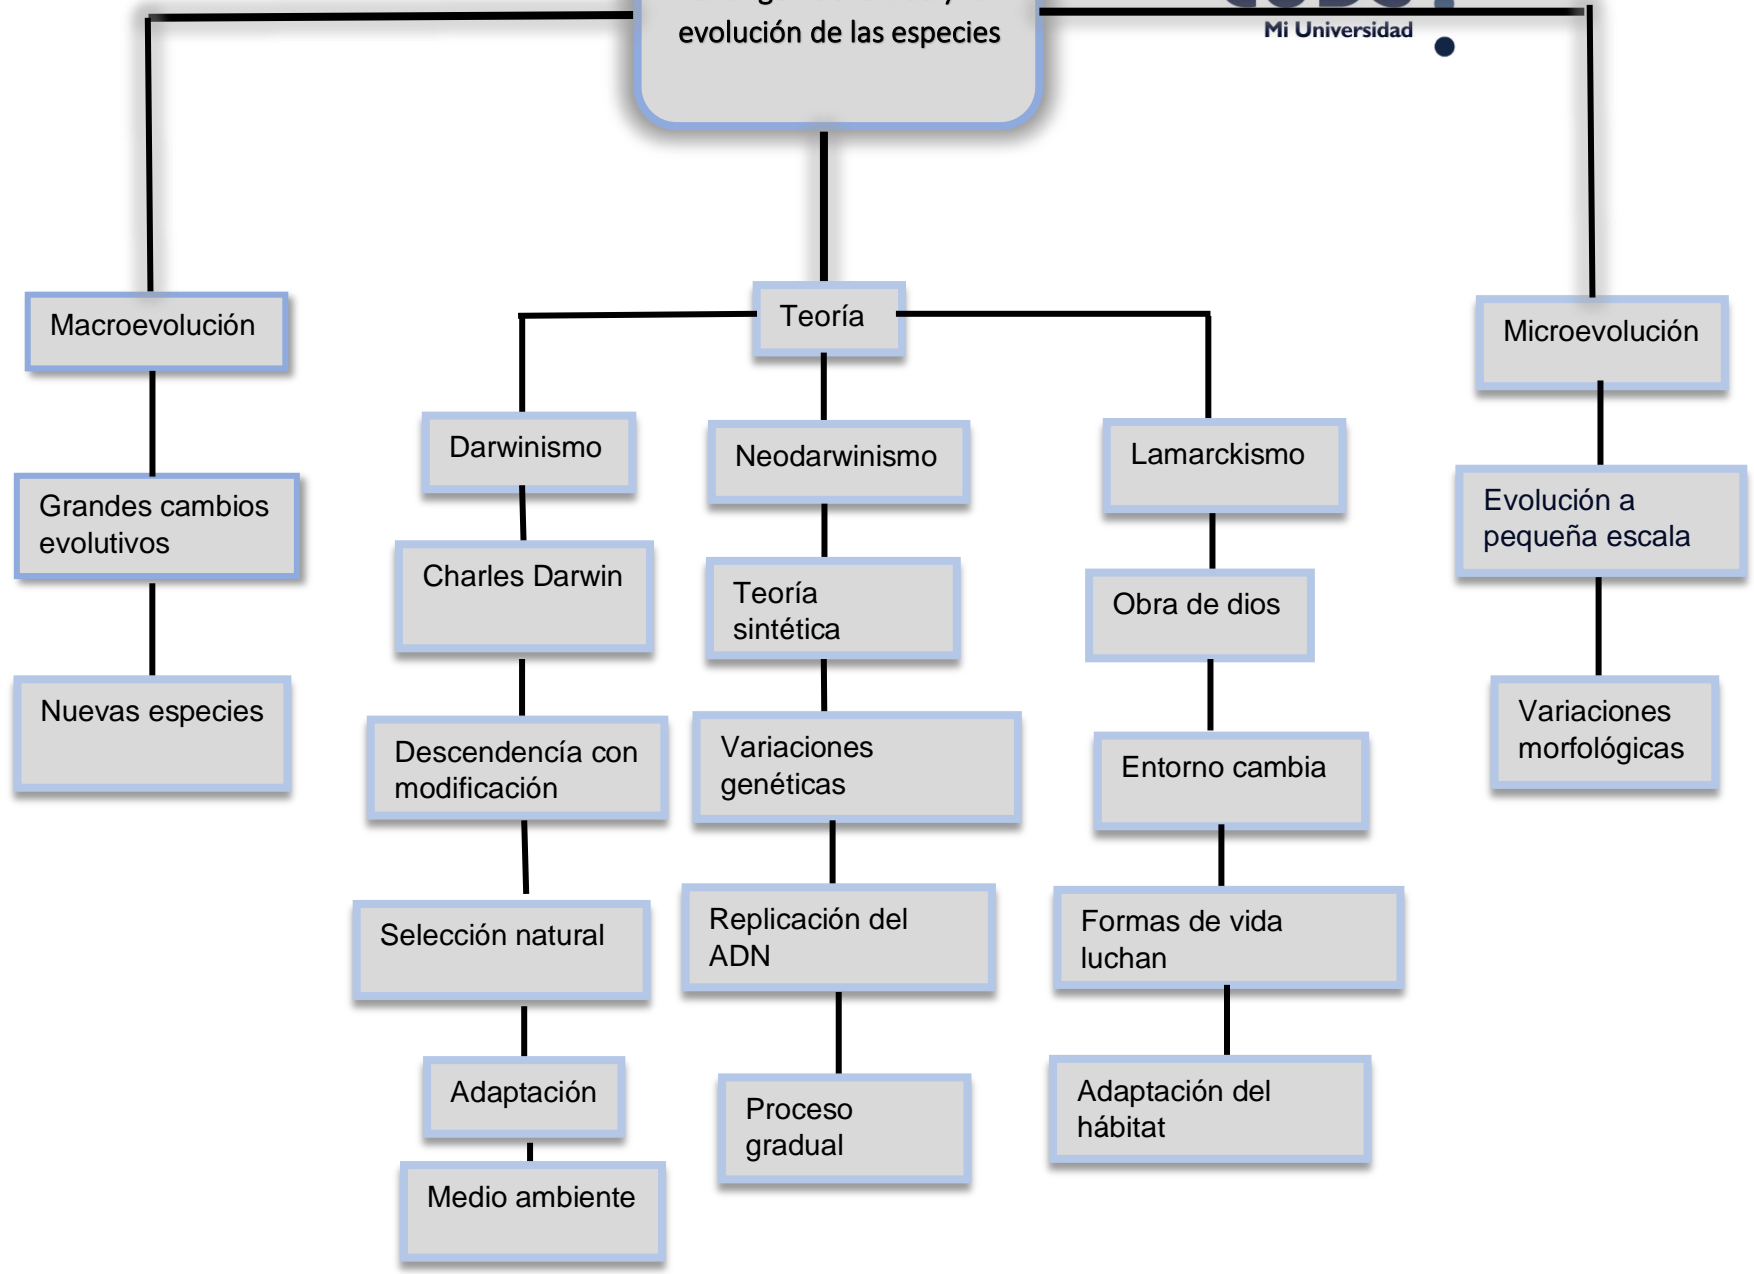 evolución de las especies
Mi Universidad
Macroevolución
Grandes cambios
evolutivos
Nuevas especies
Teoría
Darwinismo
Charles Darwin
Descendencía con
modificación
Selección natural
Adaptación
Medio ambiente
Neodarwinismo
Teoría
sintética
Variaciones
genéticas
Replicación del
ADN
Proceso
gradual
Lamarckismo
Obra de dios
Entorno cambia
Formas de vida
luchan
Adaptación del
hábitat
Microevolución
Evolución a
pequeña escala
Variaciones
morfológicas